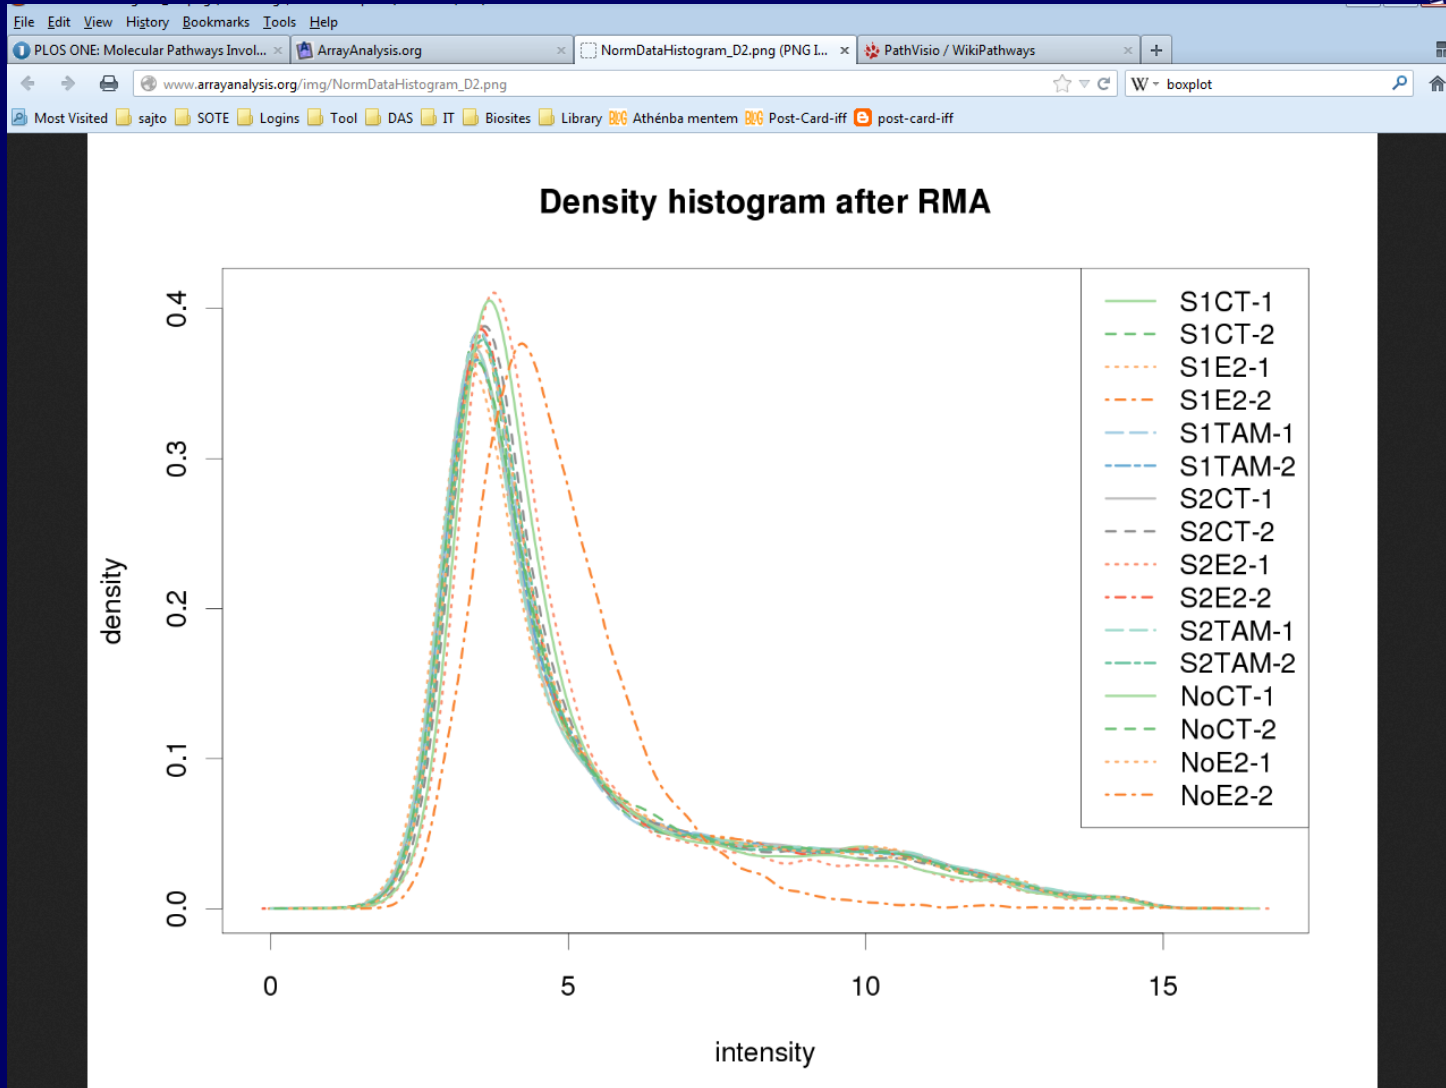 File Edit View History Bookmarks Tools Help
PLOS ONE: Molecular Pathways Invol... ArrayAnalysis.org NormDataHistogram_D2.png (PNG I... PathVisio / WikiPathways
www.arrayanalysis.org/img/NormDataHistogram_D2.png boxplot
Most Visited sajto SOTE Logins Tool DAS IT Biosites Library Athénba mentem Post-Card-iff post-card-iff
Density histogram after RMA
density
0.4
0.3
0.2
0.1
0.0
S1CT-1
S1CT-2
S1E2-1
S1E2-2
S1TAM-1
S1TAM-2
S2CT-1
S2CT-2
S2E2-1
S2E2-2
S2TAM-1
S2TAM-2
NoCT-1
NoCT-2
NoE2-1
NoE2-2
0 5 10 15
intensity